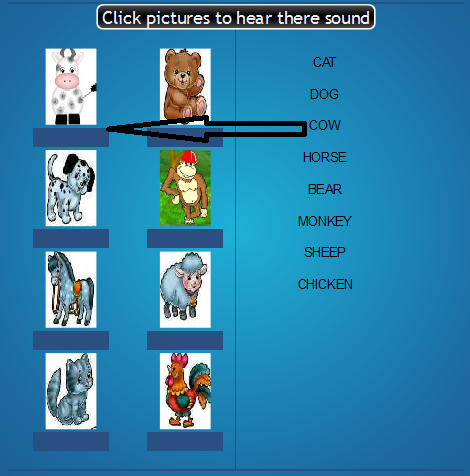 Click pictures to hear there sound
CAT
DOG
COW
HORSE
BEAR
MONKEY
SHEEP
CHICKEN